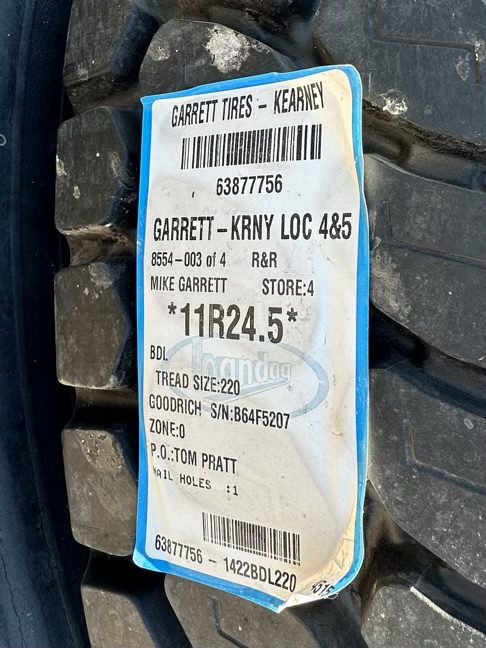 GARRETT TIRES - KEARNEY
63877756
GARRETT-KRNY LOC 4&5
8554-003 of 4 R&R
MIKE GARRETT STORE:4
*11R24.5*
BDL
bandag
TREAD SIZE:220
GOODRICH S/N:B64F5207
ZONE:0
P.O.:TOM PRATT
NAIL HOLES :1
63877756 - 1422BDL220